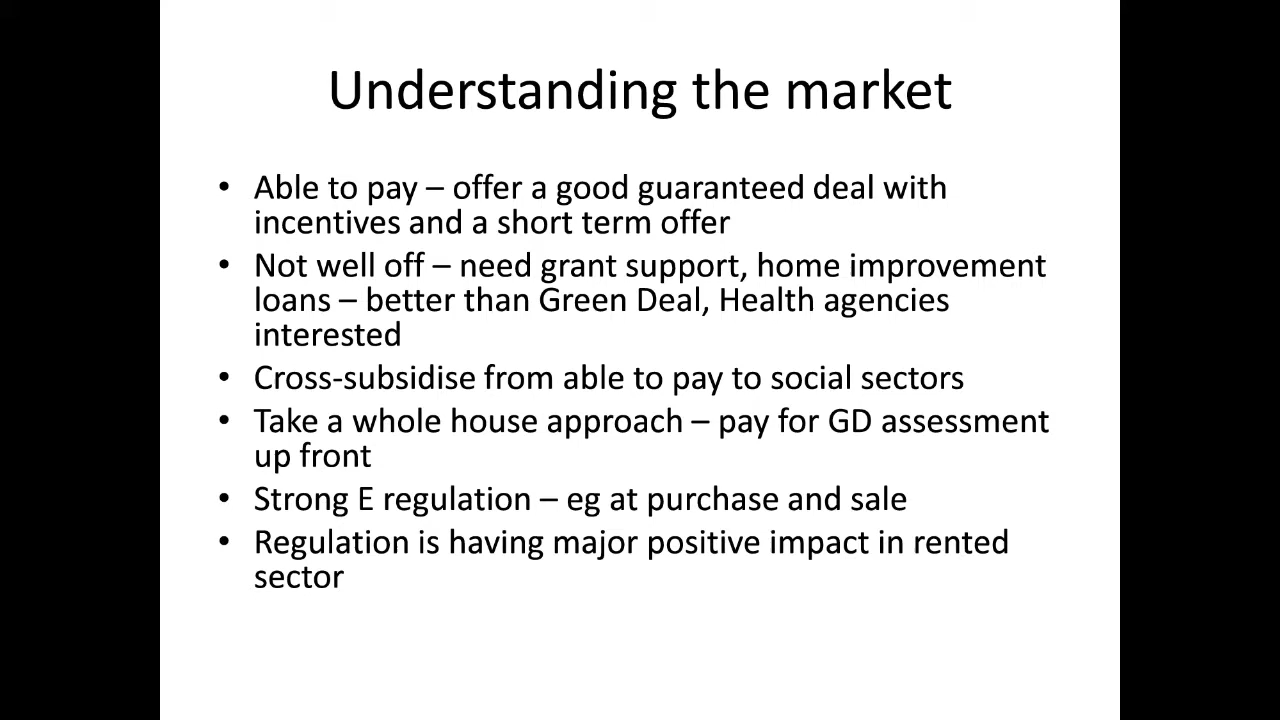 Understanding the market
• Able to pay – offer a good guaranteed deal with
incentives and a short term offer
• Not well off – need grant support, home improvement
loans – better than Green Deal, Health agencies
interested
• Cross-subsidise from able to pay to social sectors
• Take a whole house approach – pay for GD assessment
up front
• Strong E regulation – eg at purchase and sale
• Regulation is having major positive impact in rented
sector